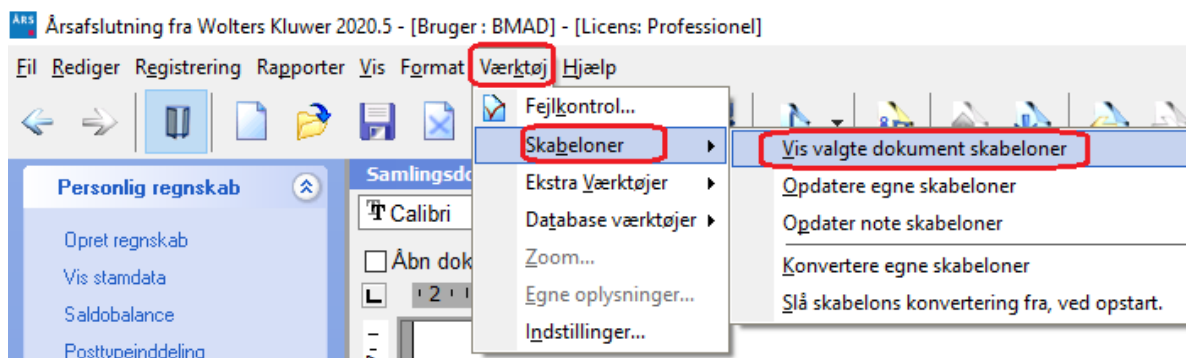 ÅRS Årsafslutning fra Wolters Kluwer 2020.5 - [Bruger : BMAD] - [Licens: Professionel]
Fil Rediger Registrering Rapporter Vis Format Værktøj Hjælp
Fejlkontrol...
Skabeloner
Ekstra Værktøjer
Database værktøjer
Zoom...
Egne oplysninger...
Indstillinger...
Vis valgte dokument skabeloner
Opdatere egne skabeloner
Opdater note skabeloner
Konvertere egne skabeloner
Slå skabelons konvertering fra, ved opstart.
Personlig regnskab
Opret regnskab
Vis stamdata
Saldobalance
Posttypeinddeling
Calibri
Åbn dok
2